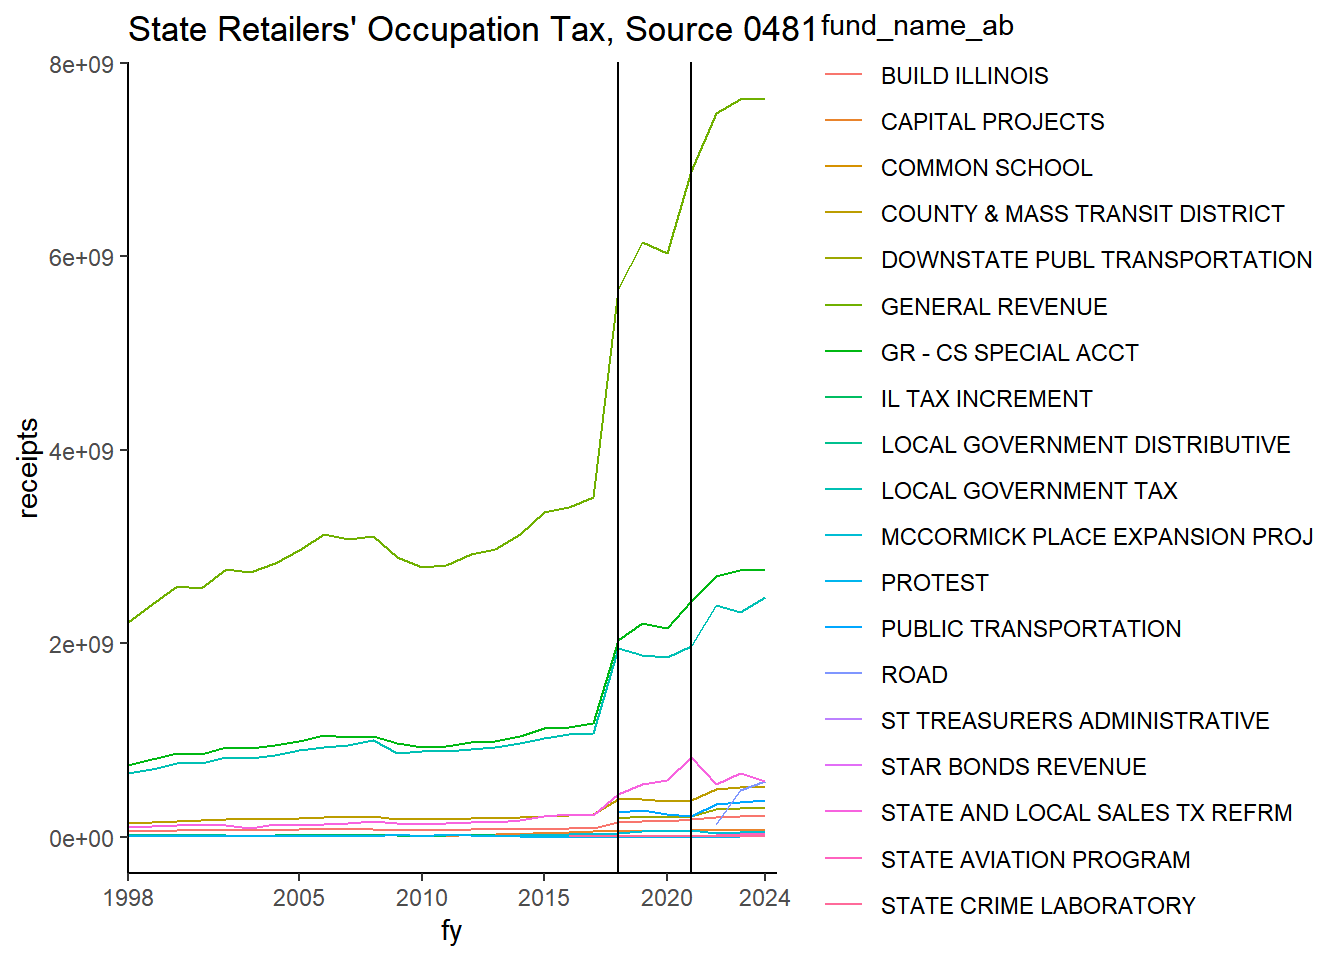 State Retailers' Occupation Tax, Source 0481
fund_name_ab
8e+09
6e+09
4e+09
2e+09
0e+00
receipts
1998
2005
2010
2015
2020
2024
fy
BUILD ILLINOIS
CAPITAL PROJECTS
COMMON SCHOOL
COUNTY & MASS TRANSIT DISTRICT
DOWNSTATE PUBL TRANSPORTATION
GENERAL REVENUE
GR - CS SPECIAL ACCT
IL TAX INCREMENT
LOCAL GOVERNMENT DISTRIBUTIVE
LOCAL GOVERNMENT TAX
MCCORMICK PLACE EXPANSION PROJ
PROTEST
PUBLIC TRANSPORTATION
ROAD
ST TREASURERS ADMINISTRATIVE
STAR BONDS REVENUE
STATE AND LOCAL SALES TX REFRM
STATE AVIATION PROGRAM
STATE CRIME LABORATORY